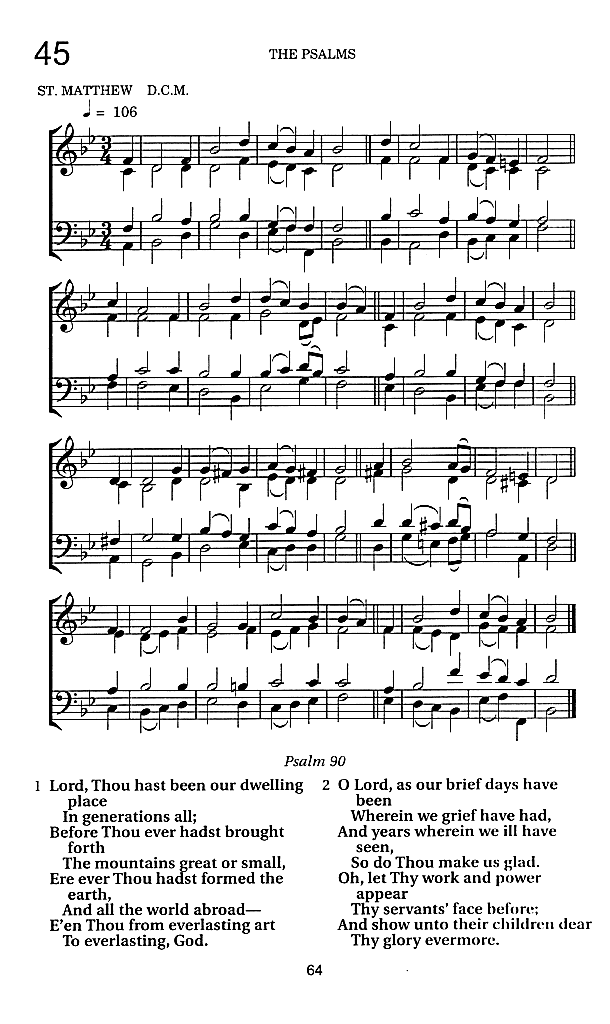 45
THE PSALMS
ST. MATTHEW D.C.M.
♩ = 106
Psalm 90
1 Lord, Thou hast been our dwelling
place
In generations all;
Before Thou ever hadst brought
forth
The mountains great or small,
Ere ever Thou hadst formed the
earth,
And all the world abroad—
E'en Thou from everlasting art
To everlasting, God.
2 O Lord, as our brief days have
been
Wherein we grief have had,
And years wherein we ill have
seen,
So do Thou make us glad.
Oh, let Thy work and power
appear
Thy servants' face before;
And show unto their children dear
Thy glory evermore.
64